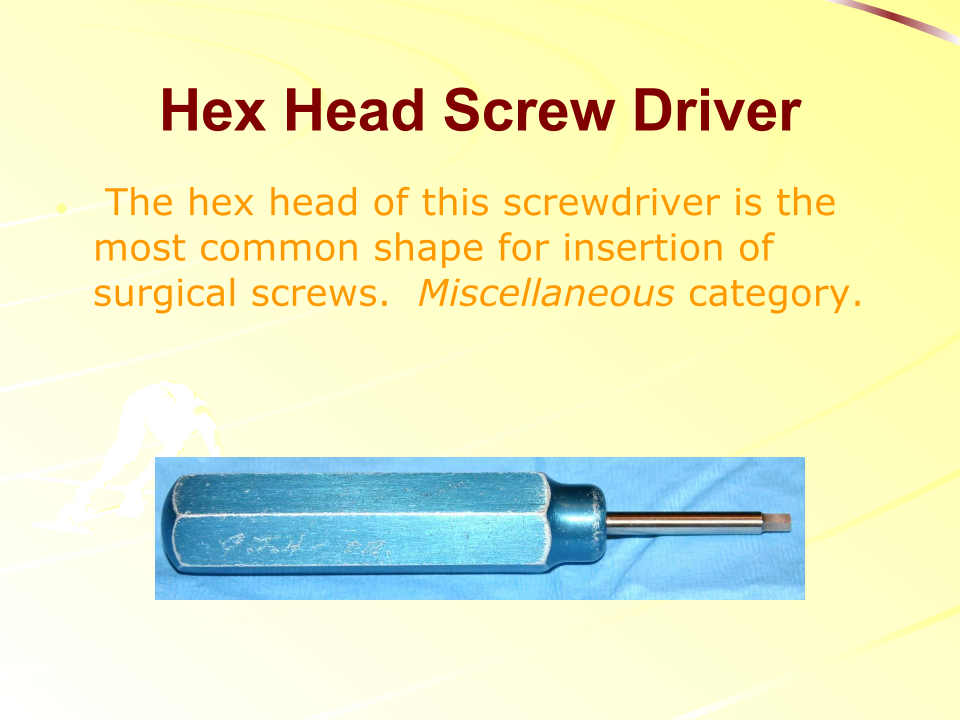 Hex Head Screw Driver
• The hex head of this screwdriver is the
most common shape for insertion of
surgical screws. Miscellaneous category.